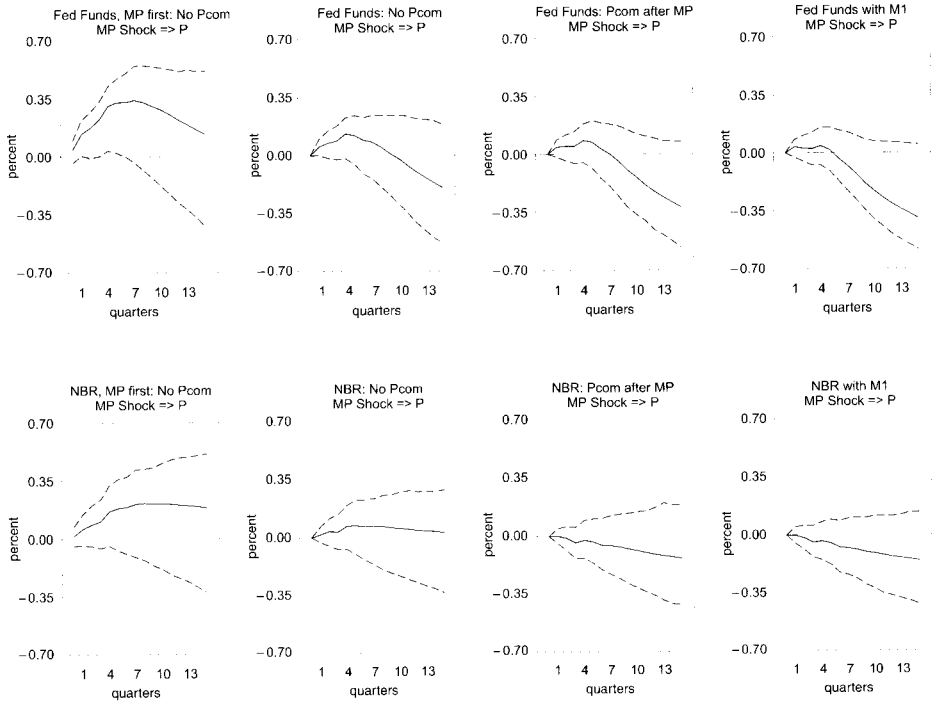 Fed Funds, MP first: No Pcom
MP Shock => P
0.70
0.35
0.00
−0.35
−0.70
percent
1 4 7 10 13
quarters
Fed Funds: No Pcom
MP Shock => P
0.70
0.35
0.00
−0.35
−0.70
percent
1 4 7 10 13
quarters
Fed Funds: Pcom after MP
MP Shock => P
0.70
0.35
0.00
−0.35
−0.70
percent
1 4 7 10 13
quarters
Fed Funds with M1
MP Shock => P
0.70
0.35
0.00
−0.35
−0.70
percent
1 4 7 10 13
quarters
NBR, MP first: No Pcom
MP Shock => P
0.70
0.35
0.00
−0.35
−0.70
percent
1 4 7 10 13
quarters
NBR: No Pcom
MP Shock => P
0.70
0.35
0.00
−0.35
−0.70
percent
1 4 7 10 13
quarters
NBR: Pcom after MP
MP Shock => P
0.70
0.35
0.00
−0.35
−0.70
percent
1 4 7 10 13
quarters
NBR with M1
MP Shock => P
0.70
0.35
0.00
−0.35
−0.70
percent
1 4 7 10 13
quarters